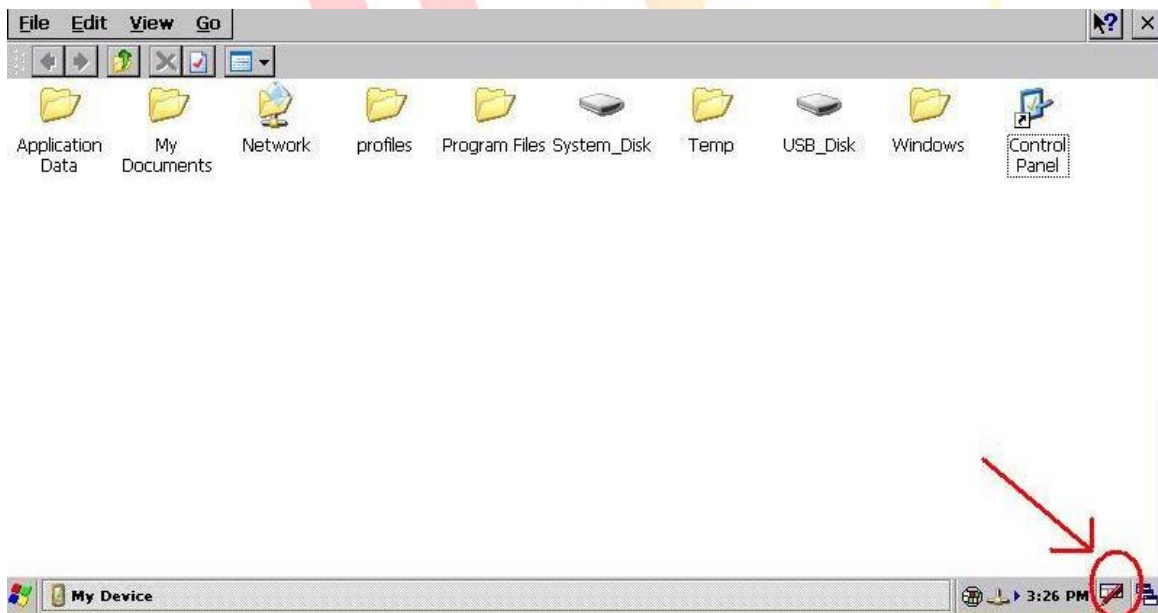 File Edit View Go
Application Data
My Documents
Network
profiles
Program Files
System_Disk
Temp
USB_Disk
Windows
Control Panel
My Device
3:26 PM